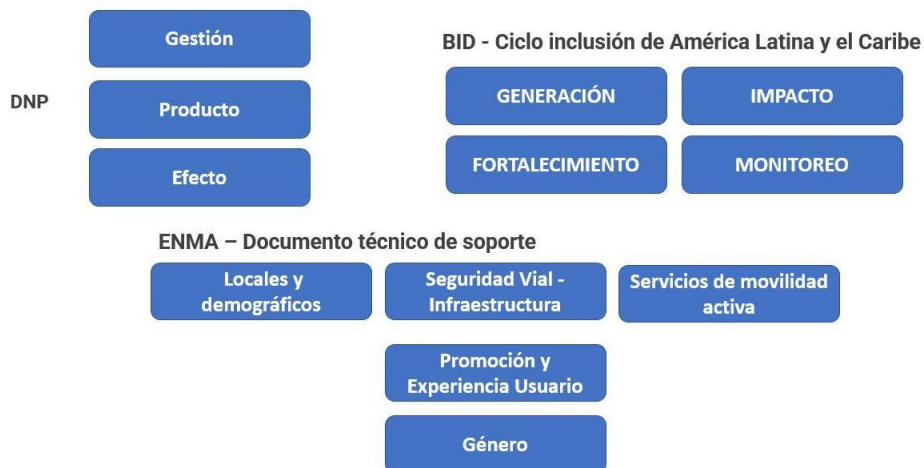 DNP
Gestión
Producto
Efecto
BID - Ciclo inclusión de América Latina y el Caribe
GENERACIÓN
IMPACTO
FORTALECIMIENTO
MONITOREO
ENMA – Documento técnico de soporte
Locales y
demográficos
Seguridad Vial -
Infraestructura
Servicios de movilidad
activa
Promoción y
Experiencia Usuario
Género